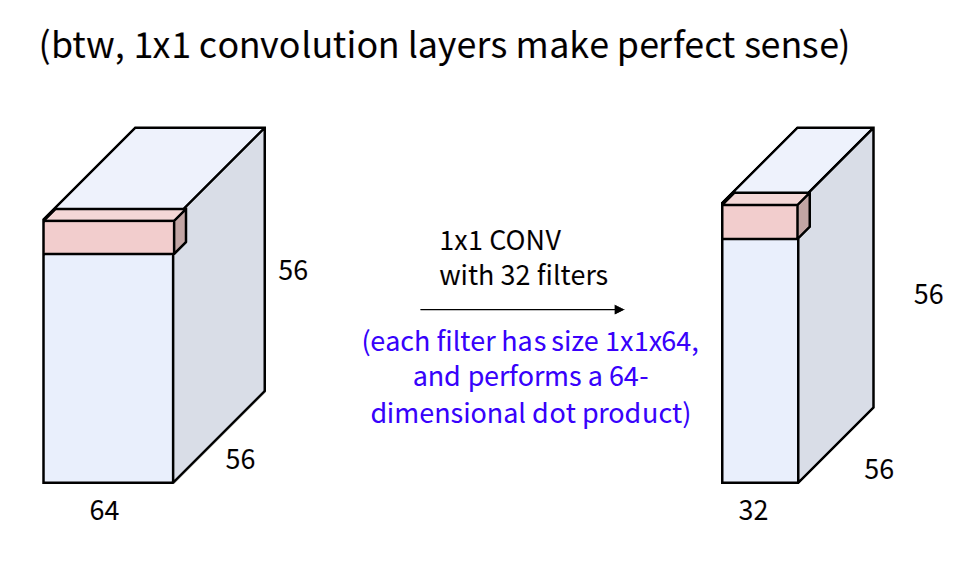 (btw, 1x1 convolution layers make perfect sense)
1x1 CONV
with 32 filters
(each filter has size 1x1x64,
and performs a 64-
dimensional dot product)
56
56
64
56
56
32